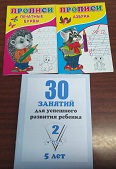 ПРОПИСИ
ПЕЧАТНЫЕ
БУКВЫ
ПРОПИСИ
АЗБУКА
30
ЗАНЯТИЙ
для успешного
развития ребенка
2
5 лет